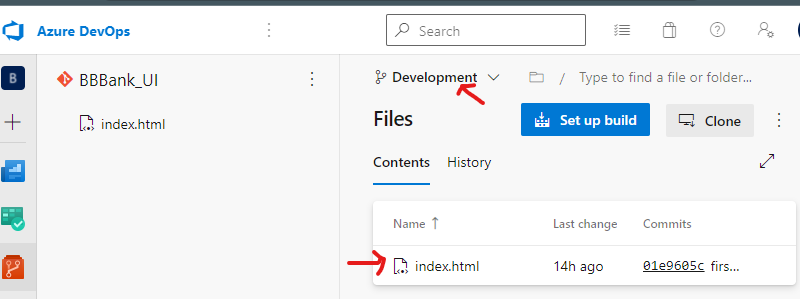 Azure DevOps
Search
B
BBBank_UI
index.html
Development
/ Type to find a file or folder...
Files
Set up build
Clone
Contents
History
Name ↑ Last change Commits
index.html 14h ago 01e9605c firs...